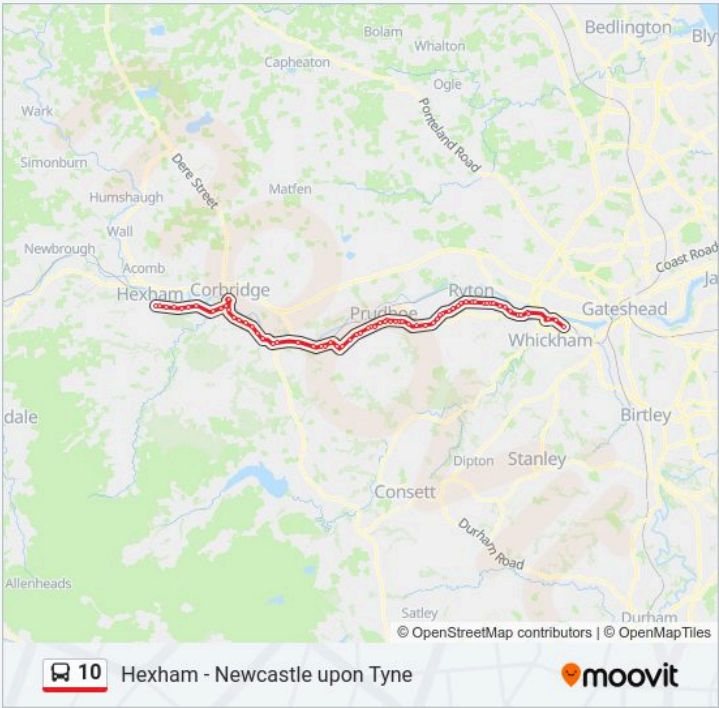 Bedlington
Bly
Bolam
Whalton
Capheaton
Ogle
Wark
Ponteland Road
Simonburn
Dere Street
Matfen
Humshaugh
Wall
Newbrough
Coast Road
Acomb
Ja
Hexham
Corbridge
Ryton
Prudhoe
Gateshead
Whickham
dale
Birtley
Dipton
Stanley
Consett
Durham Road
Allenheads
Satley
Durham
© OpenStreetMap contributors | © OpenMapTiles
10 Hexham - Newcastle upon Tyne
moovit